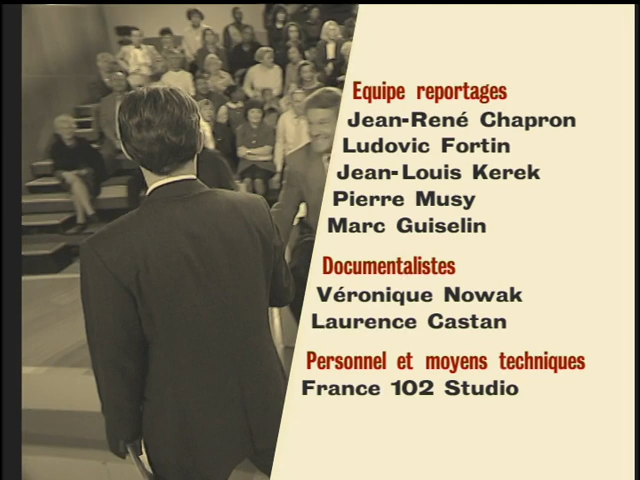 Equipe reportages
Jean-René Chapron
Ludovic Fortin
Jean-Louis Kerek
Pierre Musy
Marc Guiselin
Documentalistes
Véronique Nowak
Laurence Castan
Personnel et moyens techniques
France 102 Studio